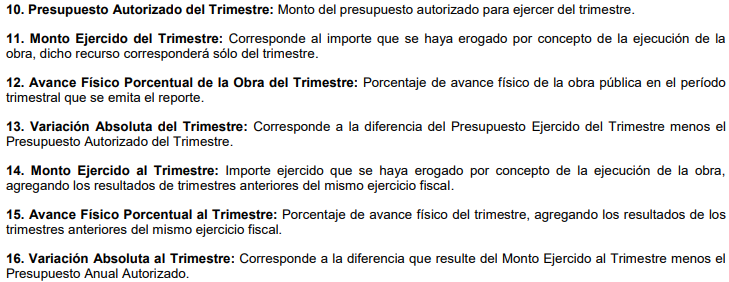 10. Presupuesto Autorizado del Trimestre: Monto del presupuesto autorizado para ejercer del trimestre.
11. Monto Ejercido del Trimestre: Corresponde al importe que se haya erogado por concepto de la ejecución de la
obra, dicho recurso corresponderá sólo del trimestre.
12. Avance Físico Porcentual de la Obra del Trimestre: Porcentaje de avance físico de la obra pública en el período
trimestral que se emita el reporte.
13. Variación Absoluta del Trimestre: Corresponde a la diferencia del Presupuesto Ejercido del Trimestre menos el
Presupuesto Autorizado del Trimestre.
14. Monto Ejercido al Trimestre: Importe ejercido que se haya erogado por concepto de la ejecución de la obra,
agregando los resultados de trimestres anteriores del mismo ejercicio fiscal.
15. Avance Físico Porcentual al Trimestre: Porcentaje de avance físico del trimestre, agregando los resultados de los
trimestres anteriores del mismo ejercicio fiscal.
16. Variación Absoluta al Trimestre: Corresponde a la diferencia que resulte del Monto Ejercido al Trimestre menos el
Presupuesto Anual Autorizado.